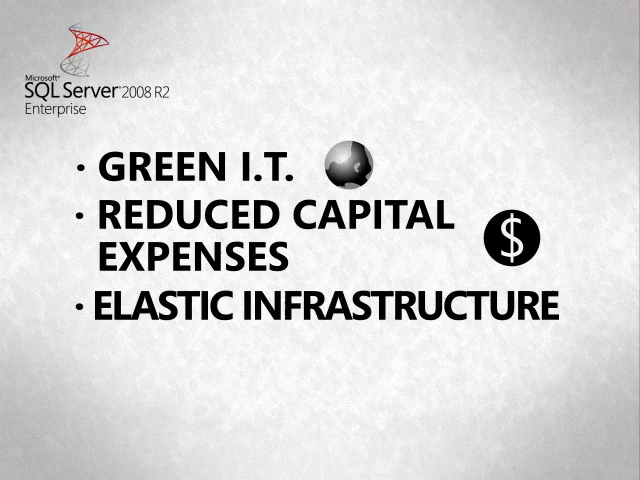 Microsoft®
SQL Server® 2008 R2
Enterprise
• GREEN I.T.
• REDUCED CAPITAL
EXPENSES
$
• ELASTIC INFRASTRUCTURE